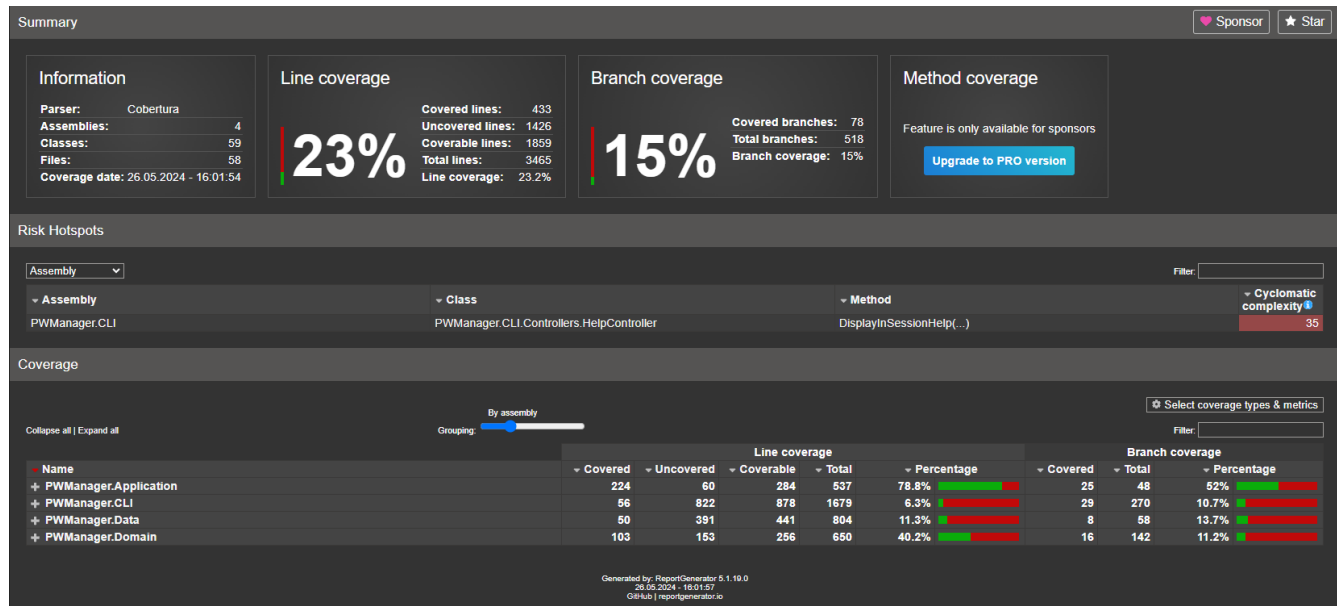 Summary
Sponsor
Star
Information
Parser: Cobertura
Assemblies: 4
Classes: 59
Files: 58
Coverage date: 26.05.2024 - 16:01:54
Line coverage
23%
Covered lines: 433
Uncovered lines: 1426
Coverable lines: 1859
Total lines: 3465
Line coverage: 23.2%
Branch coverage
15%
Covered branches: 78
Total branches: 518
Branch coverage: 15%
Method coverage
Feature is only available for sponsors
Upgrade to PRO version
Risk Hotspots
Assembly
Filter:
Assembly Class Method Cyclomatic complexity
PWManager.CLI PWManager.CLI.Controllers.HelpController DisplayInSessionHelp(...) 35
Coverage
Select coverage types & metrics
By assembly
Collapse all | Expand all
Grouping:
Filter:
Line coverage Branch coverage
Name Covered Uncovered Coverable Total Percentage Covered Total Percentage
PWManager.Application 224 60 284 537 78.8% 25 48 52%
PWManager.CLI 56 822 878 1679 6.3% 29 270 10.7%
PWManager.Data 50 391 441 804 11.3% 8 58 13.7%
PWManager.Domain 103 153 256 650 40.2% 16 142 11.2%
Generated by: ReportGenerator 5.1.19.0
26.05.2024 - 16:01:57
GitHub | reportgenerator.io